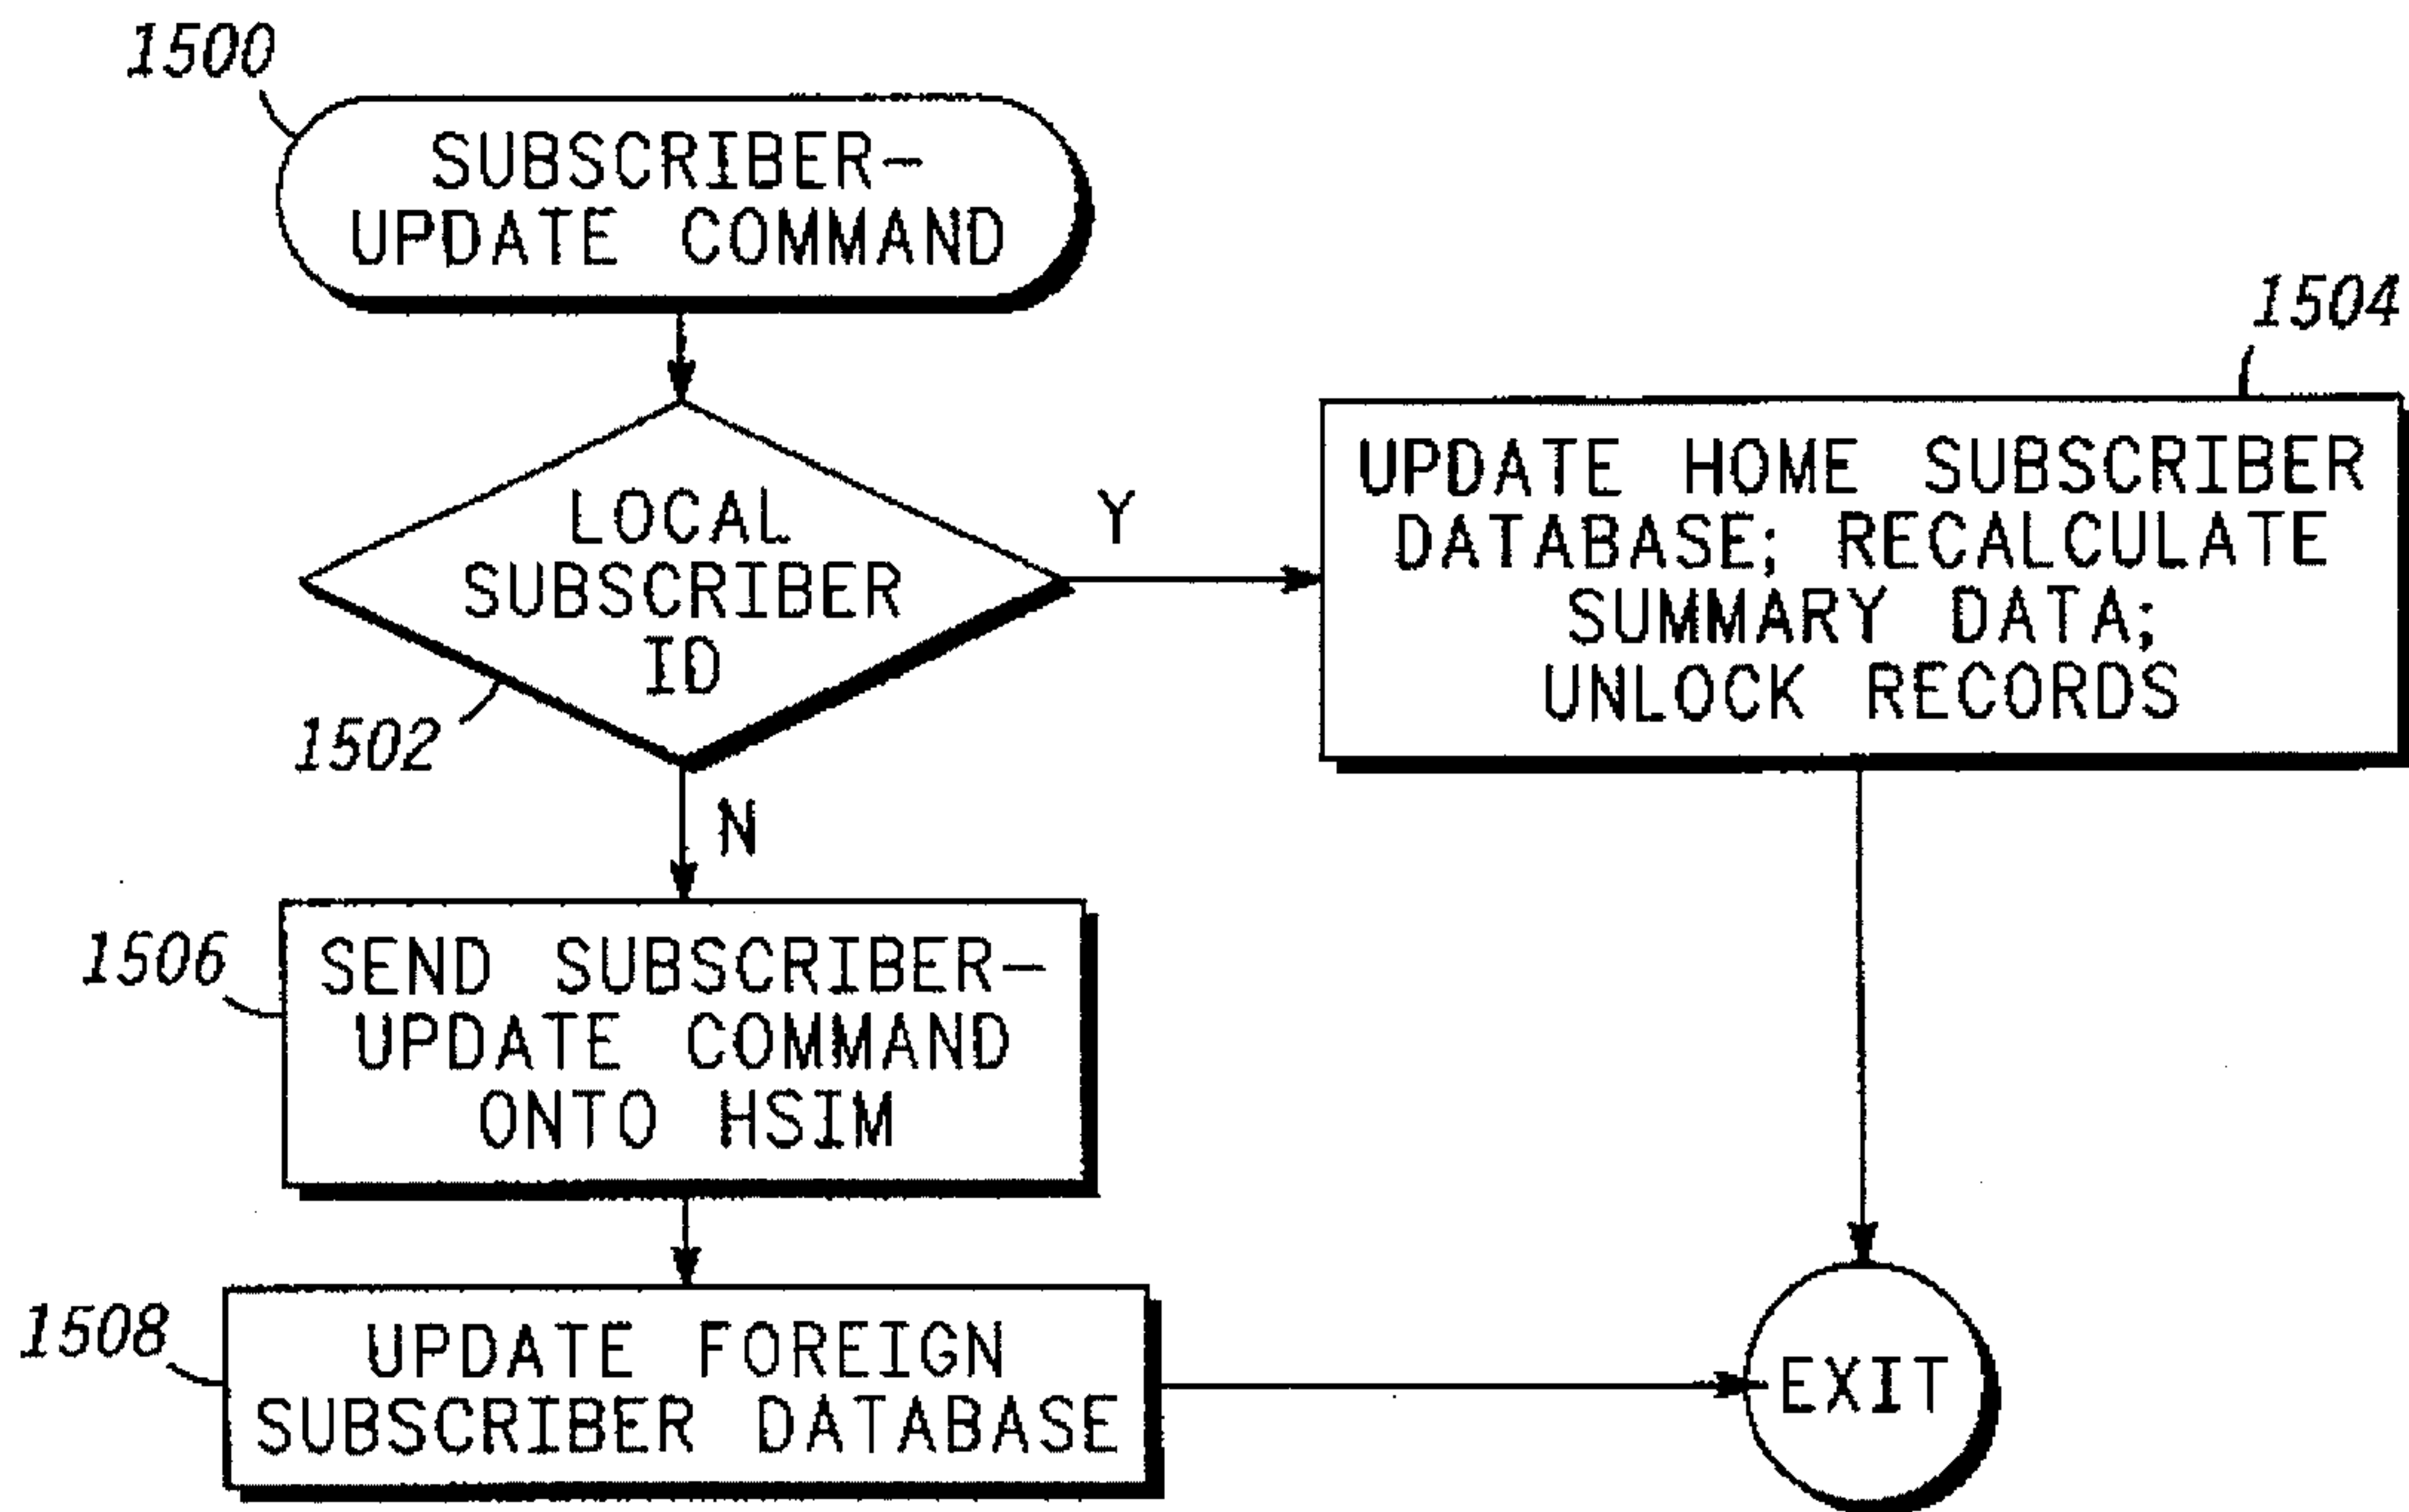 1500
SUBSCRIBER-
UPDATE COMMAND
LOCAL
SUBSCRIBER
ID
1502
Y
1504
UPDATE HOME SUBSCRIBER
DATABASE; RECALCULATE
SUMMARY DATA;
UNLOCK RECORDS
N
1506
SEND SUBSCRIBER-
UPDATE COMMAND
ONTO HSIM
1508
UPDATE FOREIGN
SUBSCRIBER DATABASE
EXIT